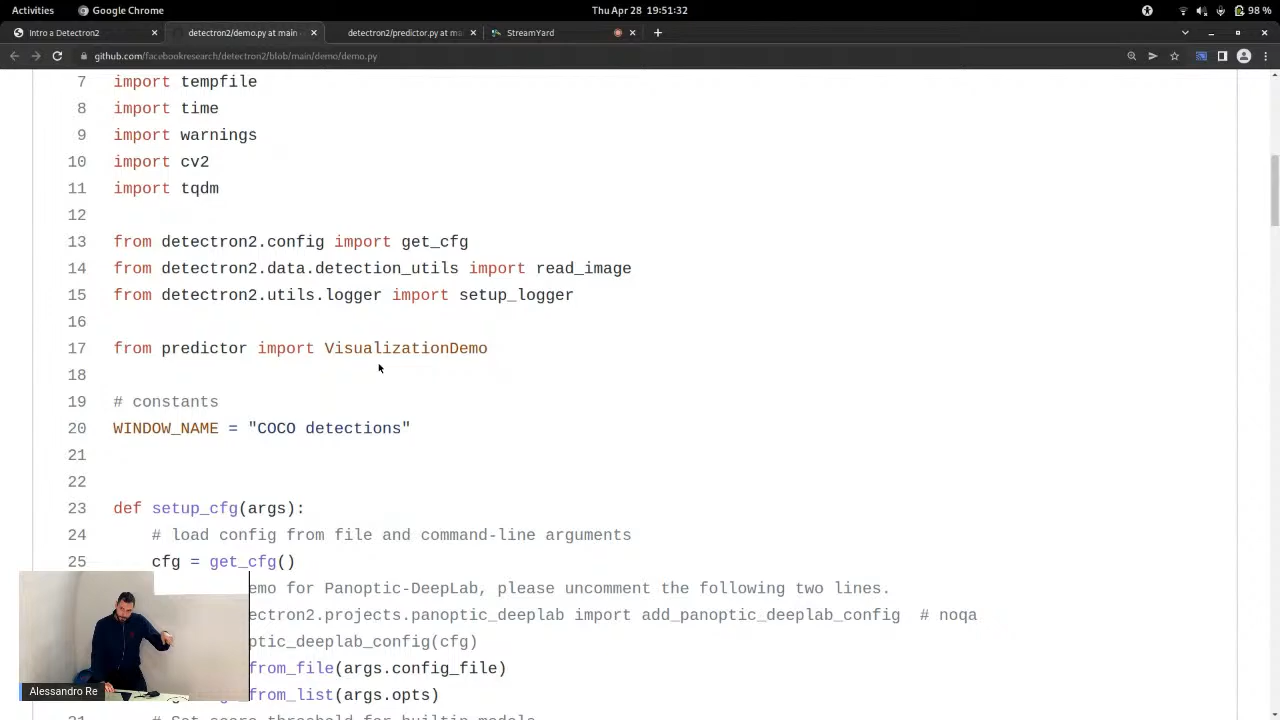 Activities
Google Chrome
Thu Apr 28 19:51:32
98 %
Intro a Detectron2
detectron2/demo.py at main
detectron2/predictor.py at ma
StreamYard
github.com/facebookresearch/detectron2/blob/main/demo/demo.py
7 import tempfile
8 import time
9 import warnings
10 import cv2
11 import tqdm
12
13 from detectron2.config import get_cfg
14 from detectron2.data.detection_utils import read_image
15 from detectron2.utils.logger import setup_logger
16
17 from predictor import VisualizationDemo
18
19 # constants
20 WINDOW_NAME = "COCO detections"
21
22
23 def setup_cfg(args):
24 # load config from file and command-line arguments
25 cfg = get_cfg()
emo for Panoptic-DeepLab, please uncomment the following two lines.
ectron2.projects.panoptic_deeplab import add_panoptic_deeplab_config # noqa
ptic_deeplab_config(cfg)
from_file(args.config_file)
from_list(args.opts)
# Set score threshold for builtin models
Alessandro Re